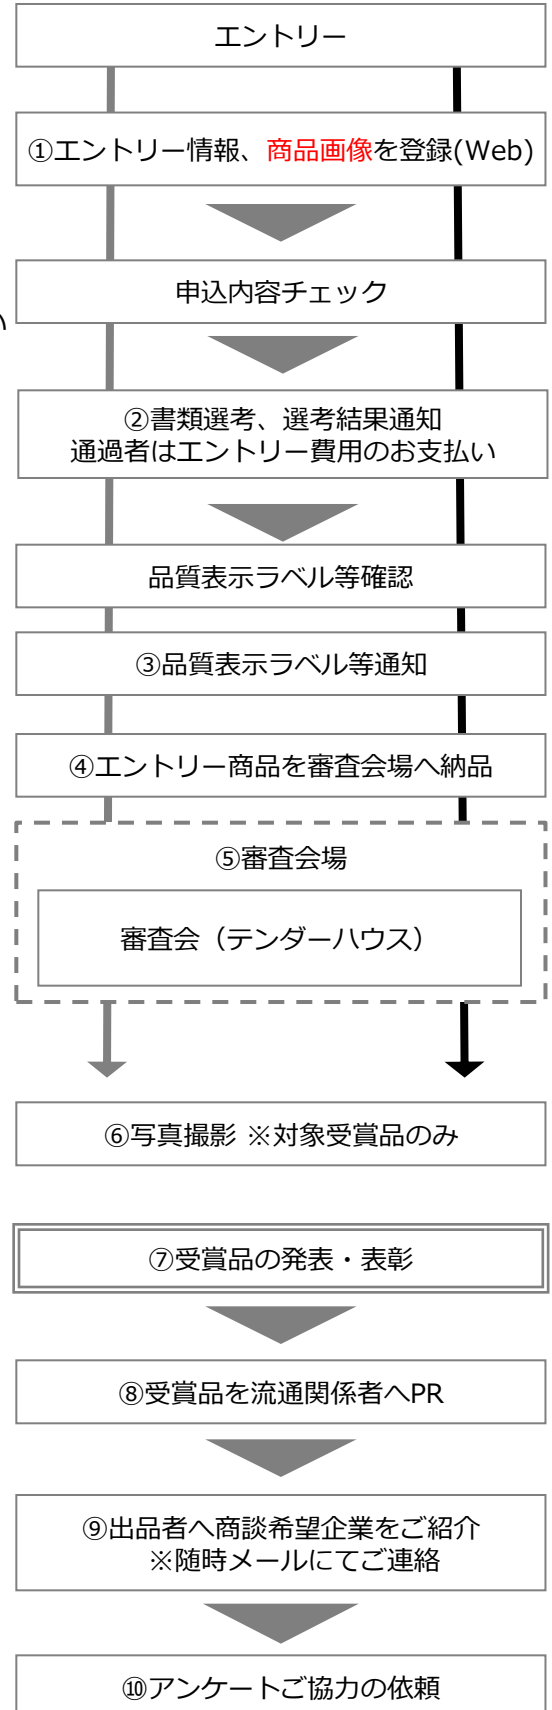 エントリー
①エントリー情報、商品画像を登録(Web)
申込内容チェック
い
②書類選考、選考結果通知
通過者はエントリー費用のお支払い
品質表示ラベル等確認
③品質表示ラベル等通知
④エントリー商品を審査会場へ納品
⑤審査会場
審査会（テンダーハウス）
⑥写真撮影 ※対象受賞品のみ
⑦受賞品の発表・表彰
⑧受賞品を流通関係者へPR
⑨出品者へ商談希望企業をご紹介
※随時メールにてご連絡
⑩アンケートご協力の依頼